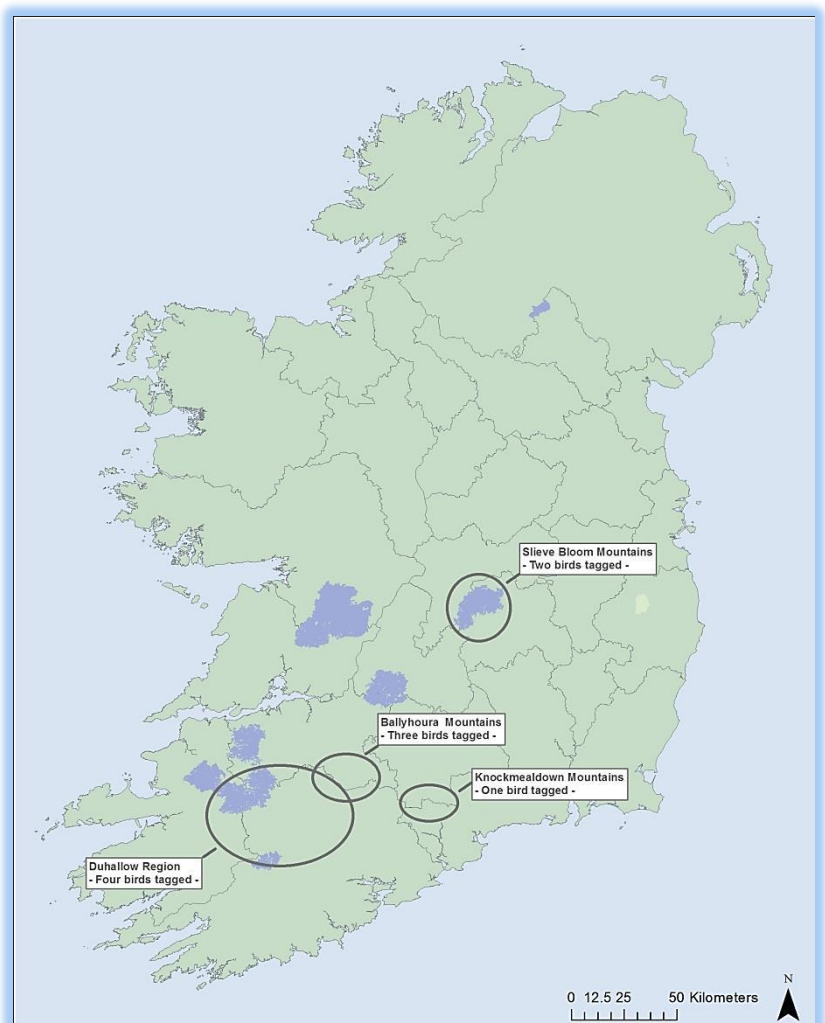 Slieve Bloom Mountains
- Two birds tagged -
Ballyhoura Mountains
- Three birds tagged -
Knockmealdown Mountains
- One bird tagged -
Duhallow Region
- Four birds tagged -
N
0 12.5 25 50 Kilometers